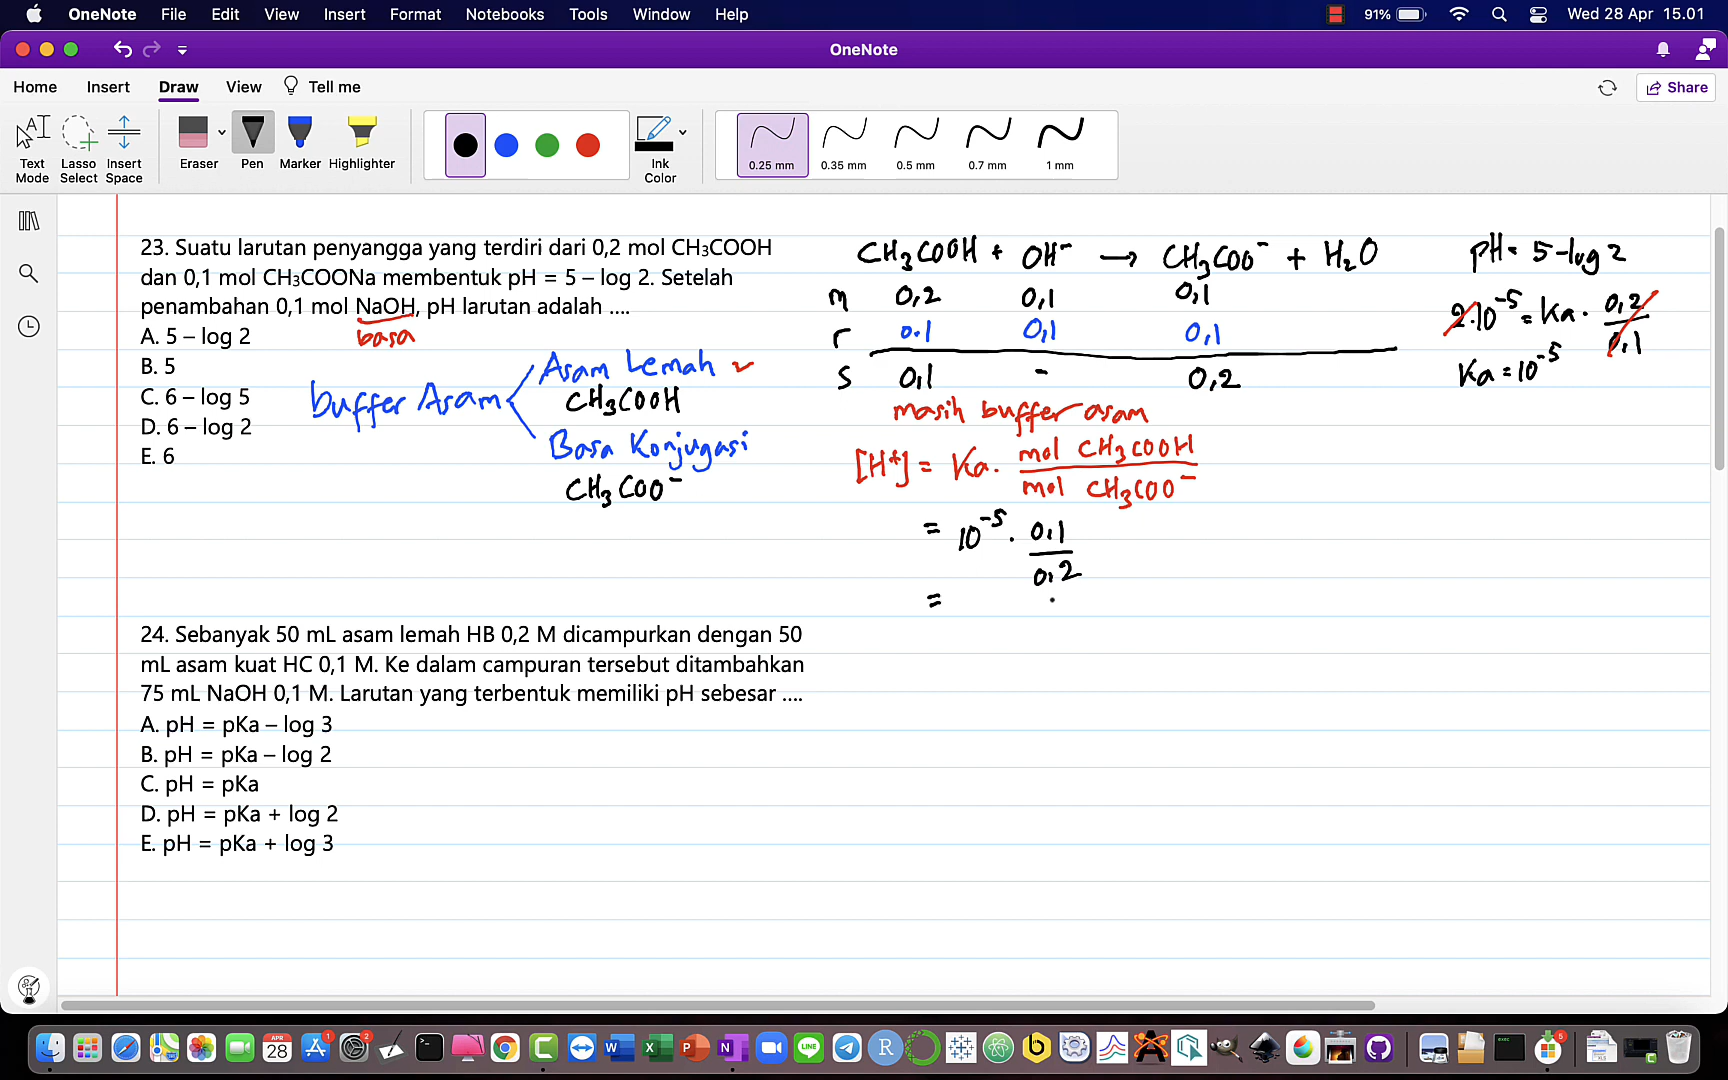 OneNote File Edit View Insert Format Notebooks Tools Window Help 91% Wed 28 Apr 15.01
OneNote
Home Insert Draw View Tell me Share
Text Mode
Lasso Select
Insert Space
Eraser
Pen
Marker
Highlighter
Ink Color
0.25 mm 0.35 mm 0.5 mm 0.7 mm 1 mm
23. Suatu larutan penyangga yang terdiri dari 0,2 mol CH₃COOH
dan 0,1 mol CH₃COONa membentuk pH = 5 – log 2. Setelah
penambahan 0,1 mol NaOH, pH larutan adalah ....
basa
A. 5 – log 2
B. 5
C. 6 – log 5
D. 6 – log 2
E. 6
buffer Asam
Asam Lemah
CH₃COOH
Basa Konjugasi
CH₃COO⁻
CH₃COOH + OH⁻ → CH₃COO⁻ + H₂O
m 0,2 0,1 0,1
r 0.1 0,1 0,1
s 0,1 - 0,2
masih buffer asam
[H⁺] = Ka . mol CH₃COOH / mol CH₃COO⁻
= 10⁻⁵ . 0,1 / 0,2
=
pH = 5 - log 2
2.10⁻⁵ = Ka . 0,2 / 0,1
Ka = 10⁻⁵
24. Sebanyak 50 mL asam lemah HB 0,2 M dicampurkan dengan 50
mL asam kuat HC 0,1 M. Ke dalam campuran tersebut ditambahkan
75 mL NaOH 0,1 M. Larutan yang terbentuk memiliki pH sebesar ....
A. pH = pKa – log 3
B. pH = pKa – log 2
C. pH = pKa
D. pH = pKa + log 2
E. pH = pKa + log 3